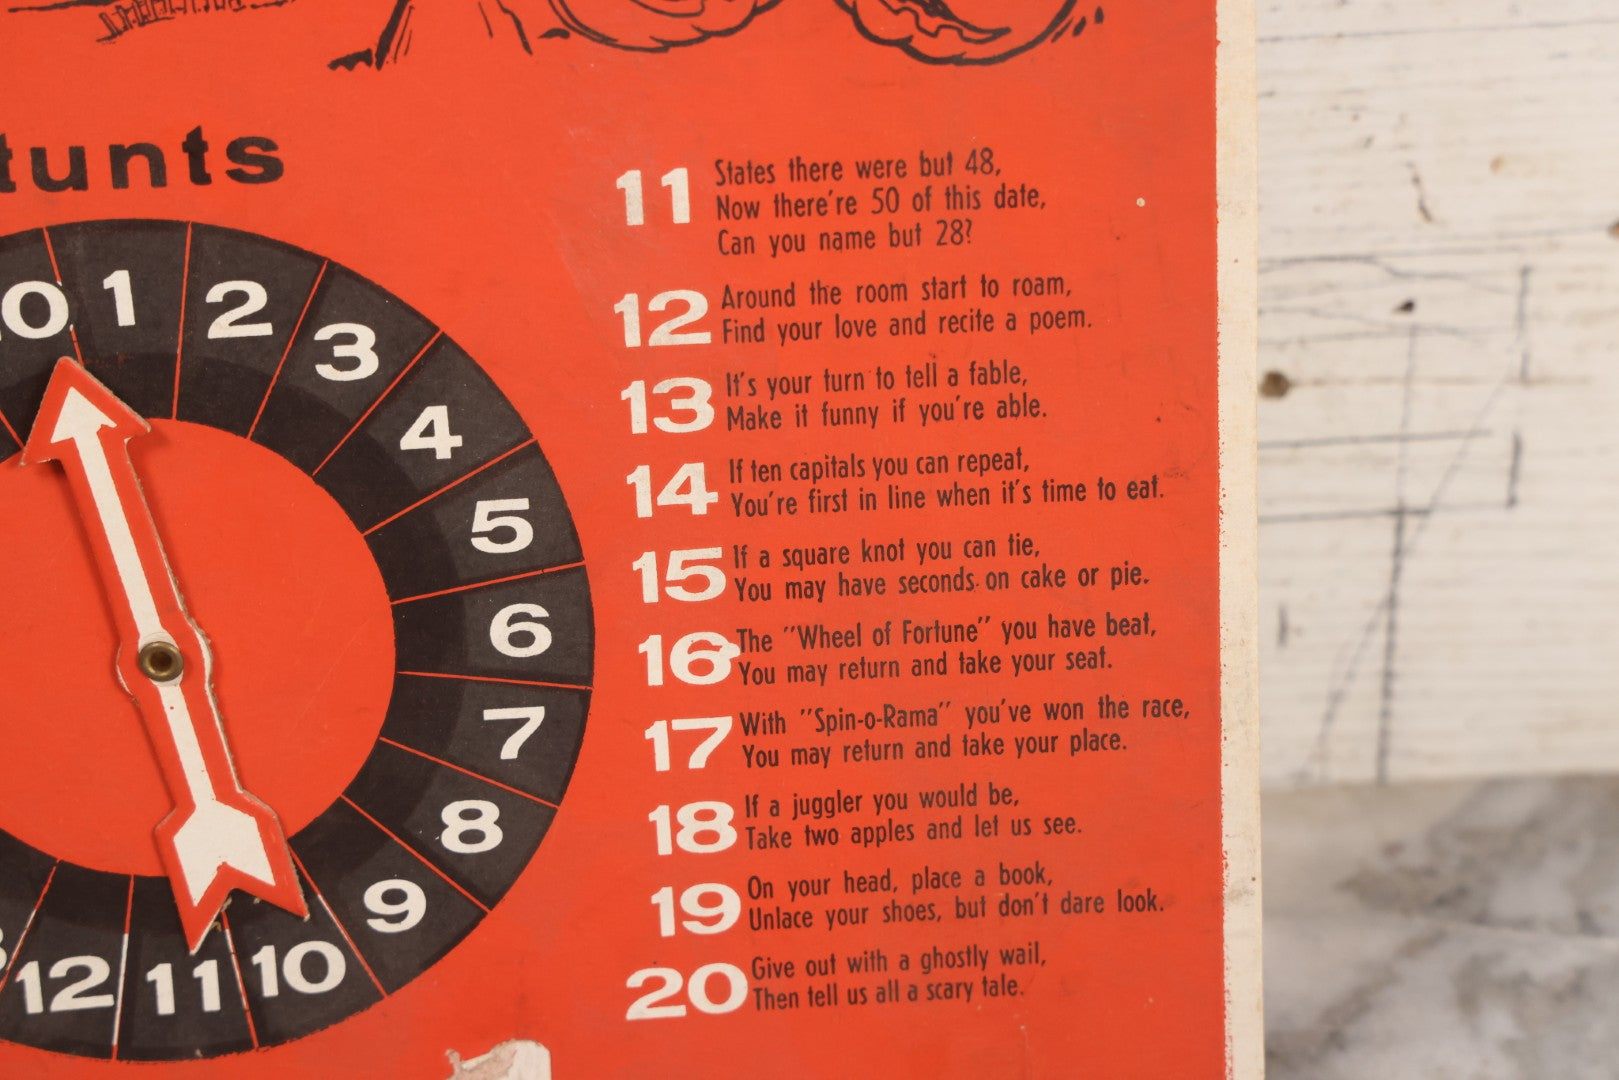 tunts
0
1
2
3
4
5
6
7
8
9
10
11
12
11 States there were but 48,
Now there're 50 of this date,
Can you name but 28?
12 Around the room start to roam,
Find your love and recite a poem.
13 It's your turn to tell a fable,
Make it funny if you're able.
14 If ten capitals you can repeat,
You're first in line when it's time to eat.
15 If a square knot you can tie,
You may have seconds on cake or pie.
16 The "Wheel of Fortune" you have beat,
You may return and take your seat.
17 With "Spin-o-Rama" you've won the race,
You may return and take your place.
18 If a juggler you would be,
Take two apples and let us see.
19 On your head, place a book,
Unlace your shoes, but don't dare look.
20 Give out with a ghostly wail,
Then tell us all a scary tale.